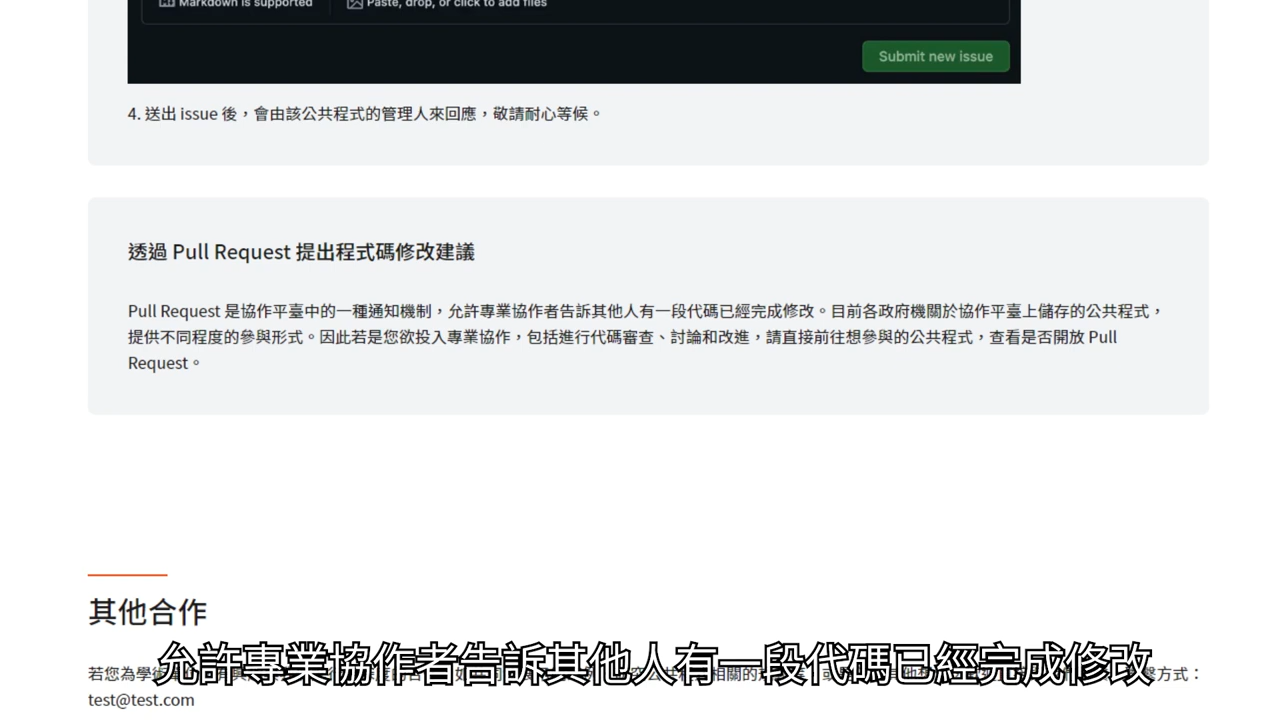 Markdown is supported
Paste, drop, or click to add files
Submit new issue
4. 送出 issue 後，會由該公共程式的管理人來回應，敬請耐心等候。
透過 Pull Request 提出程式碼修改建議
Pull Request 是協作平臺中的一種通知機制，允許專業協作者告訴其他人有一段代碼已經完成修改。目前各政府機關於協作平臺上儲存的公共程式，
提供不同程度的參與形式。因此若是您欲投入專業協作，包括進行代碼審查、討論和改進，請直接前往想參與的公共程式，查看是否開放 Pull
Request。
其他合作
允許專業協作者告訴其他人有一段代碼已經完成修改
若您為學術
方式：
test@test.com